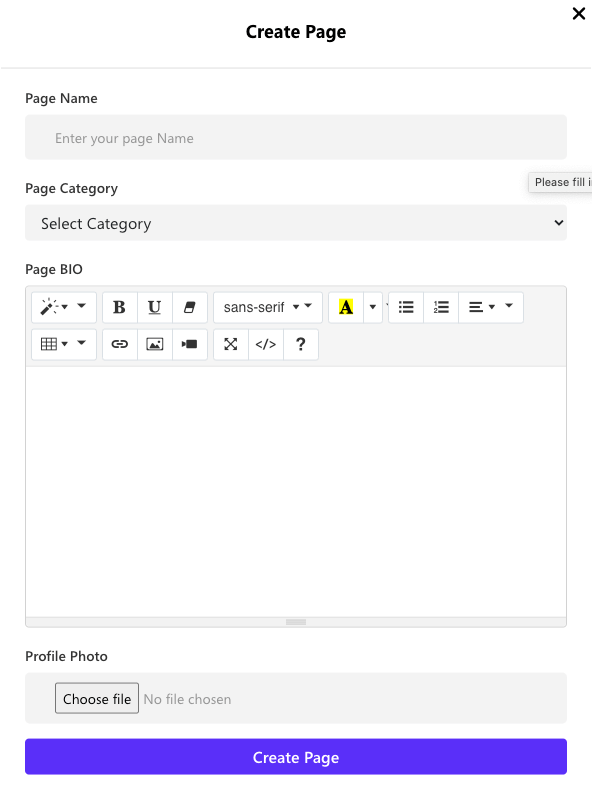 Create Page
Page Name
Enter your page Name
Page Category
Please fill i
Select Category
Page BIO
B U sans-serif A
</> ?
Profile Photo
Choose file No file chosen
Create Page